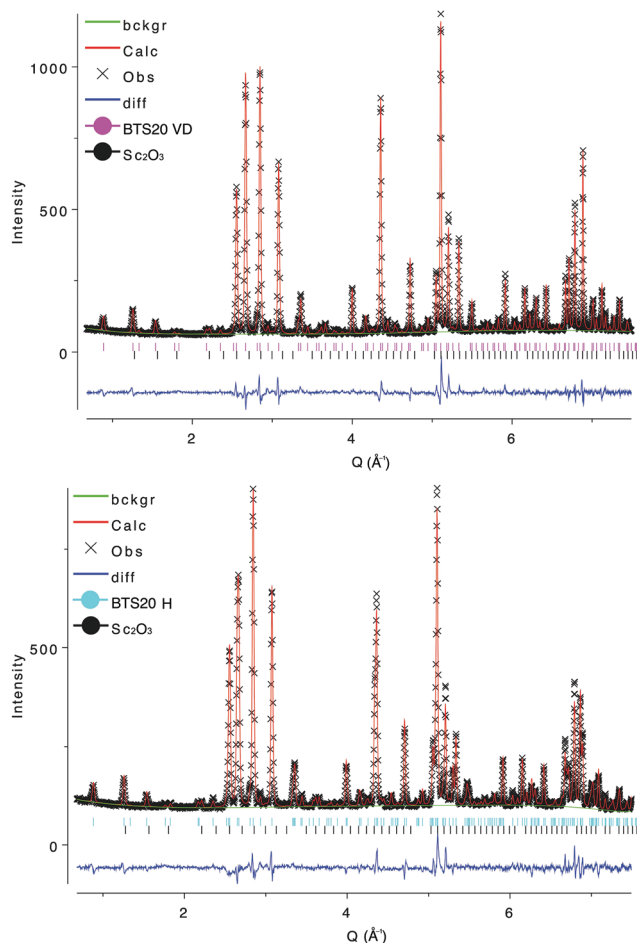 bckgr
Calc
Obs
diff
BTS20 VD
Sc₂O₃
1000
500
0
Intensity
2
4
6
Q (Å⁻¹)
bckgr
Calc
Obs
diff
BTS20 H
Sc₂O₃
500
0
Intensity
2
4
6
Q (Å⁻¹)